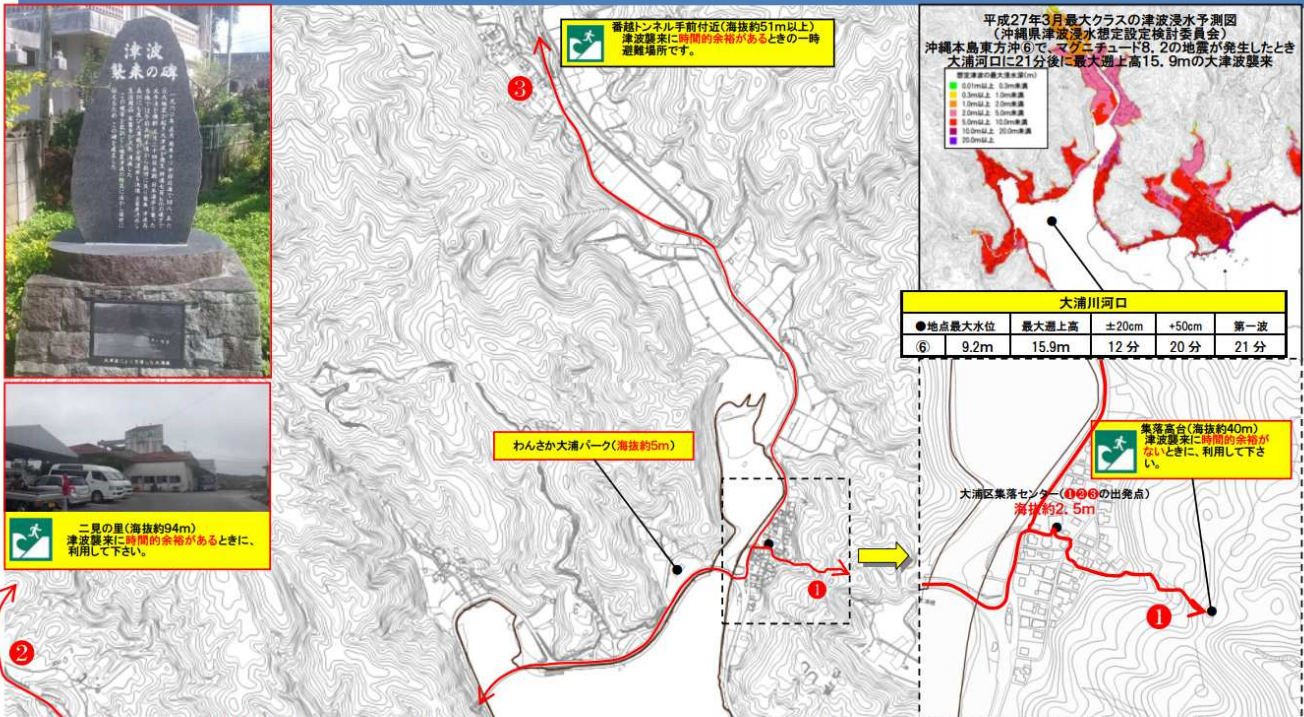 津波
襲来の碑
二見の里(海抜約94m)
津波襲来に時間的余裕があるときに、
利用して下さい。
番越トンネル手前付近(海抜約51m以上)
津波襲来に時間的余裕があるときの一時
避難場所です。
❸
わんさか大浦パーク(海抜約5m)
❶
❷
平成27年3月最大クラスの津波浸水予測図
(沖縄県津波浸水想定設定検討委員会)
沖縄本島東方沖⑥で、マグニチュード8.2の地震が発生したとき
大浦河口に21分後に最大遡上高15.9mの大津波襲来
想定津波の最大浸水深(m)
0.01m以上 0.3m未満
0.3m以上 1.0m未満
1.0m以上 2.0m未満
2.0m以上 5.0m未満
5.0m以上 10.0m未満
10.0m以上 20.0m未満
20.0m以上
大浦川河口
●地点最大水位 最大遡上高 ±20cm +50cm 第一波
⑥ 9.2m 15.9m 12分 20分 21分
集落高台(海抜約40m)
津波襲来に時間的余裕が
ないときに、利用して下さ
い。
大浦区集落センター(❶❷❸の出発点)
海抜約2.5m
❶